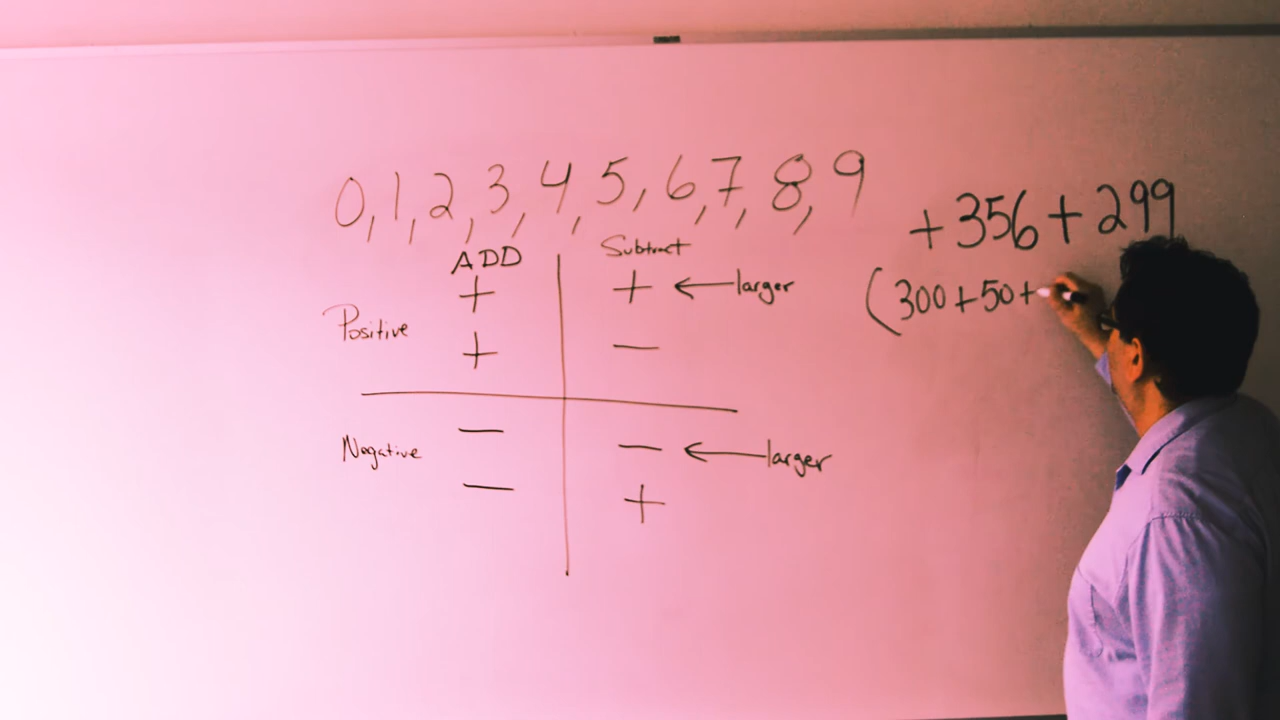 0, 1, 2, 3, 4, 5, 6, 7, 8, 9
ADD Subtract
Positive + + ← larger
+ −
Negative − − ← larger
− +
+356+299
(300+50+